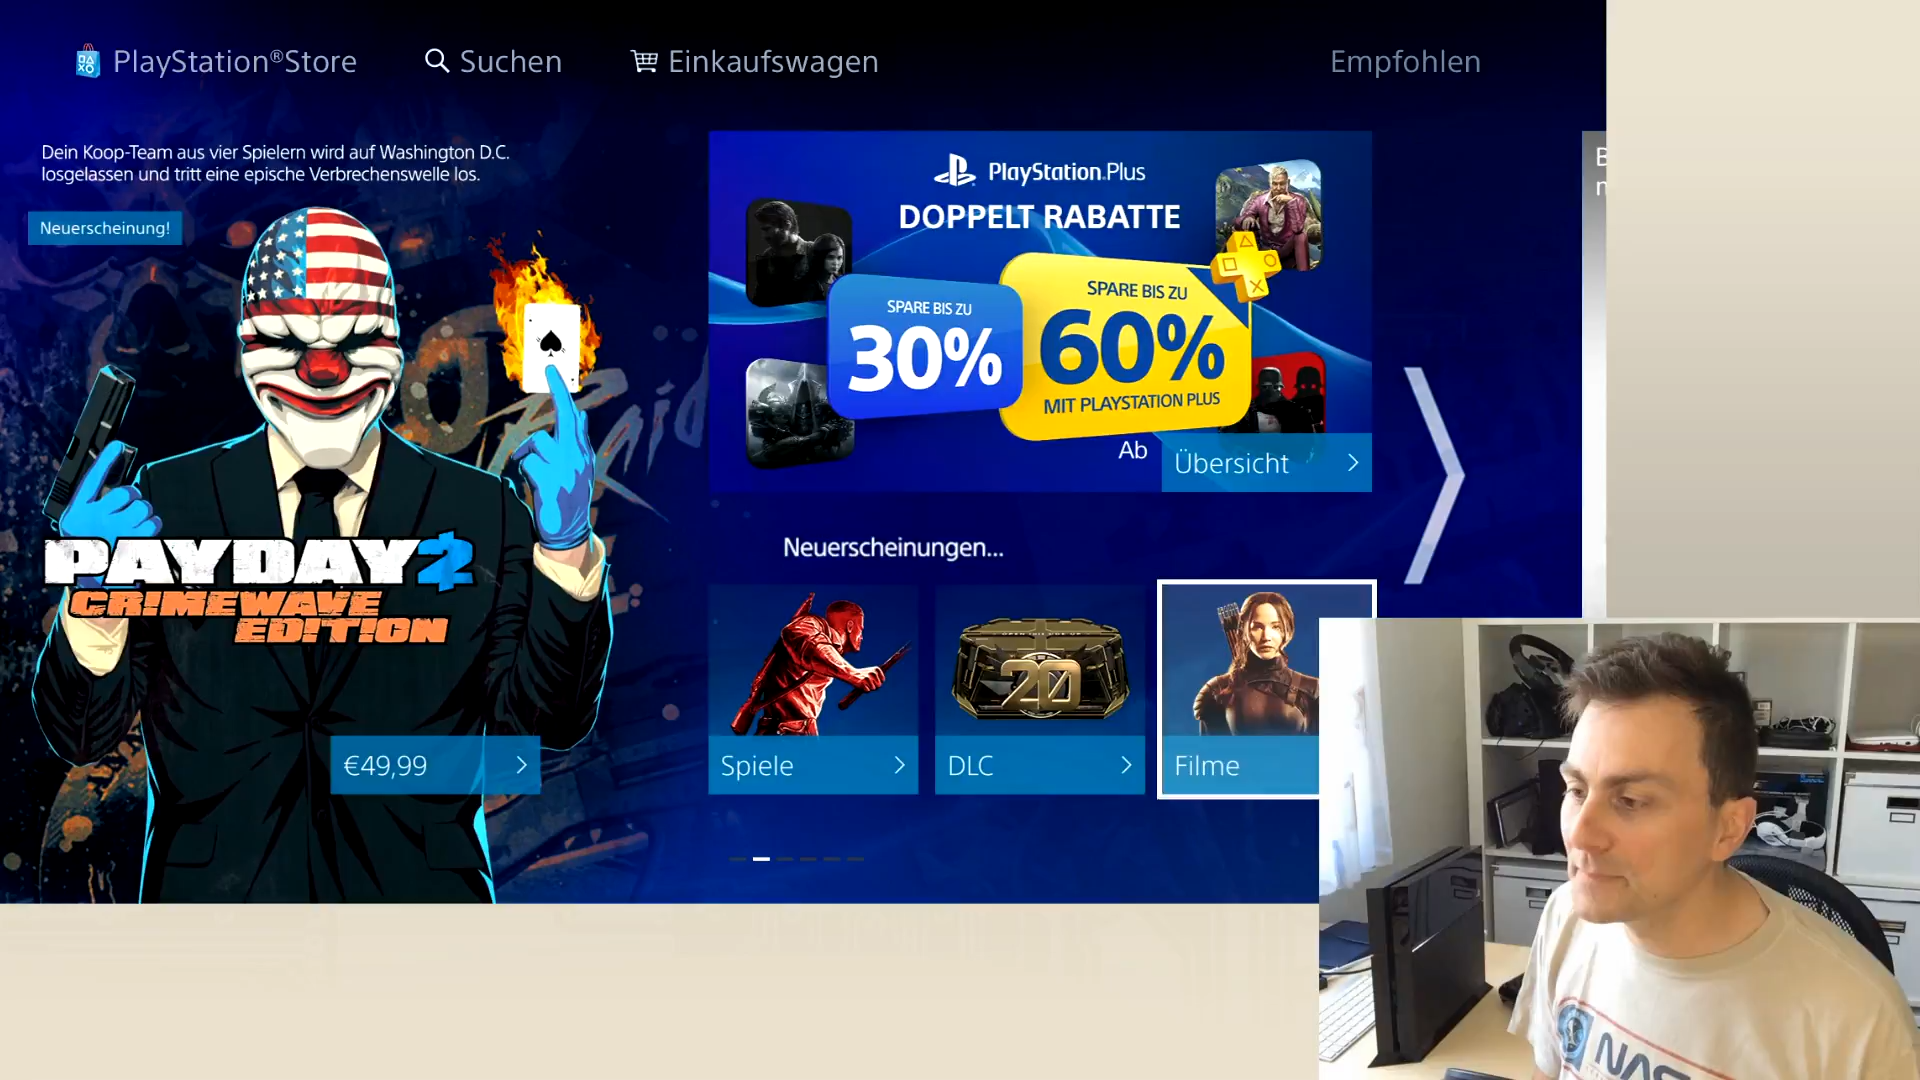 PlayStation®Store
Suchen
Einkaufswagen
Empfohlen
Dein Koop-Team aus vier Spielern wird auf Washington D.C.
losgelassen und tritt eine epische Verbrechenswelle los.
Neuerscheinung!
PAYDAY 2
CRIMEWAVE
EDITION
€49,99
PlayStation Plus
DOPPELT RABATTE
SPARE BIS ZU
30%
SPARE BIS ZU
60%
MIT PLAYSTATION PLUS
Ab
Übersicht
Neuerscheinungen...
20
Spiele
DLC
Filme